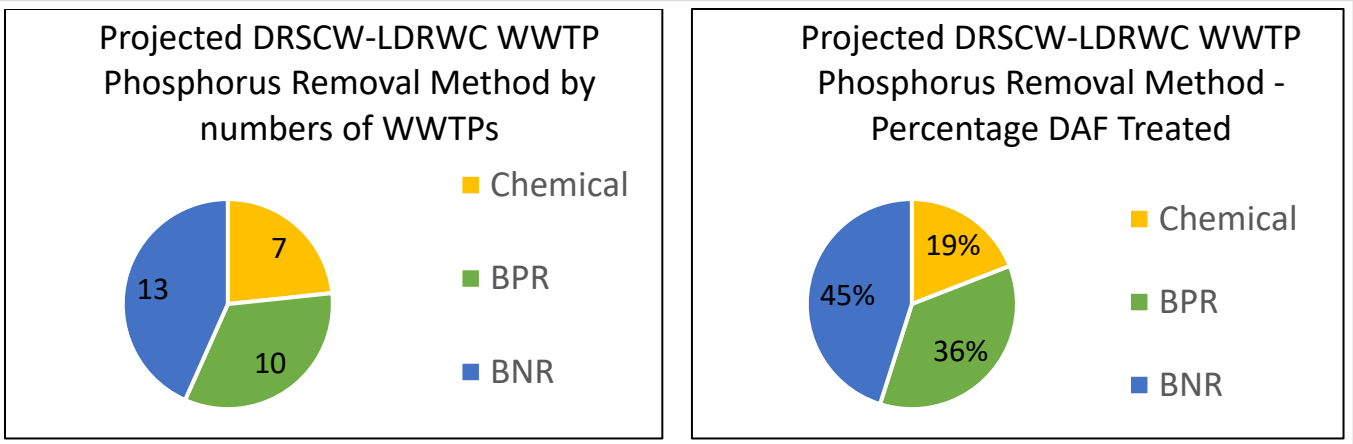 Projected DRSCW-LDRWC WWTP
Phosphorus Removal Method by
numbers of WWTPs
Chemical
7
13
BPR
10
BNR
Projected DRSCW-LDRWC WWTP
Phosphorus Removal Method -
Percentage DAF Treated
Chemical
19%
45%
BPR
36%
BNR